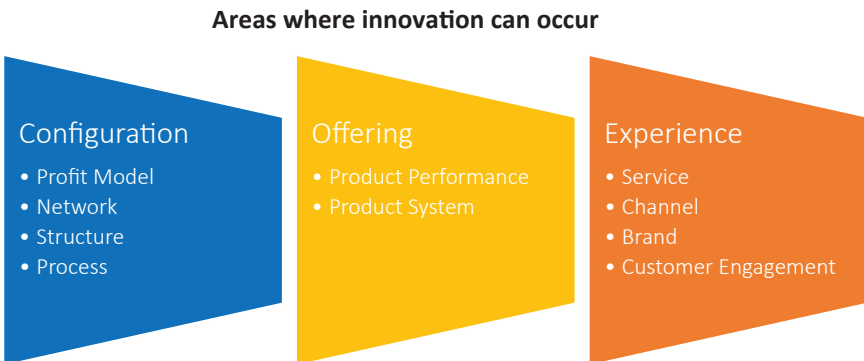 Areas where innovation can occur
Configuration
• Profit Model
• Network
• Structure
• Process
Offering
• Product Performance
• Product System
Experience
• Service
• Channel
• Brand
• Customer Engagement